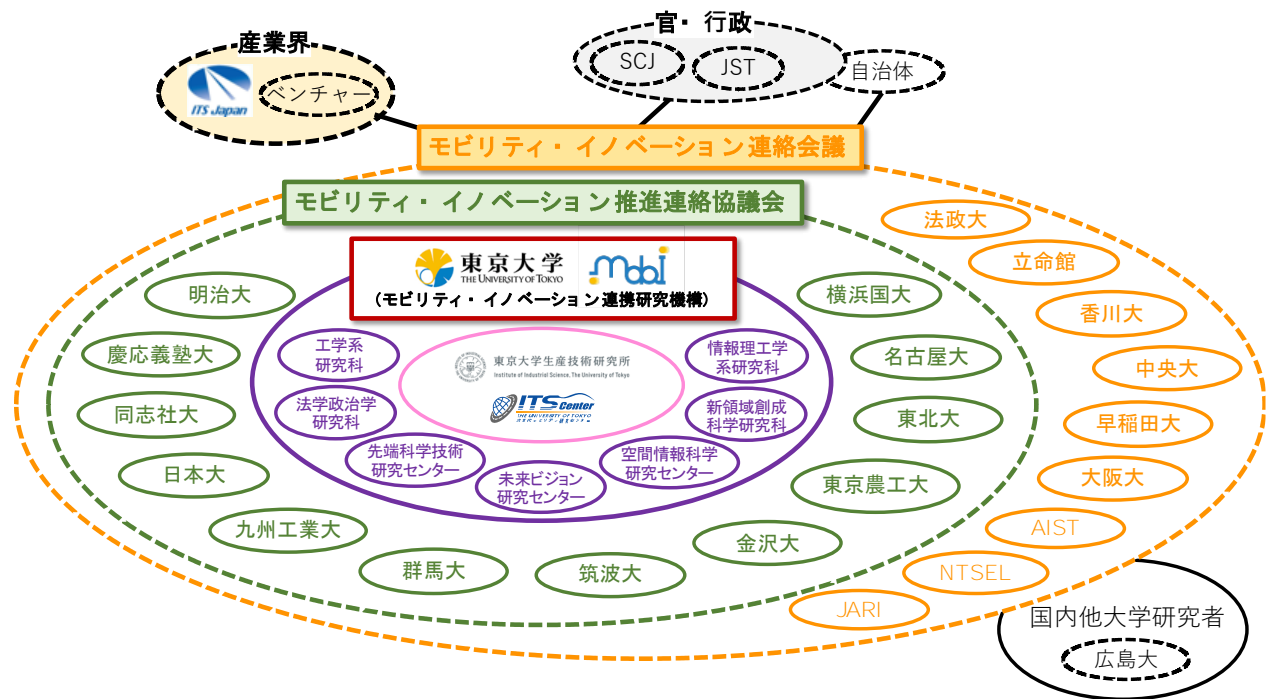 産業界
ITS Japan
ベンチャー
官・行政
SCJ
JST
自治体
モビリティ・イノベーション連絡会議
モビリティ・イノベーション推進連絡協議会
東京大学
THE UNIVERSITY OF TOKYO
mobi
(モビリティ・イノベーション連携研究機構)
工学系
研究科
法学政治学
研究科
先端科学技術
研究センター
未来ビジョン
研究センター
空間情報科学
研究センター
新領域創成
科学研究科
情報理工学
系研究科
東京大学生産技術研究所
Institute of Industrial Science, The University of Tokyo
ITS Center
THE UNIVERSITY OF TOKYO
明治大
慶応義塾大
同志社大
日本大
九州工業大
群馬大
筑波大
金沢大
東京農工大
東北大
名古屋大
横浜国大
法政大
立命館
香川大
中央大
早稲田大
大阪大
AIST
NTSEL
JARI
国内他大学研究者
広島大